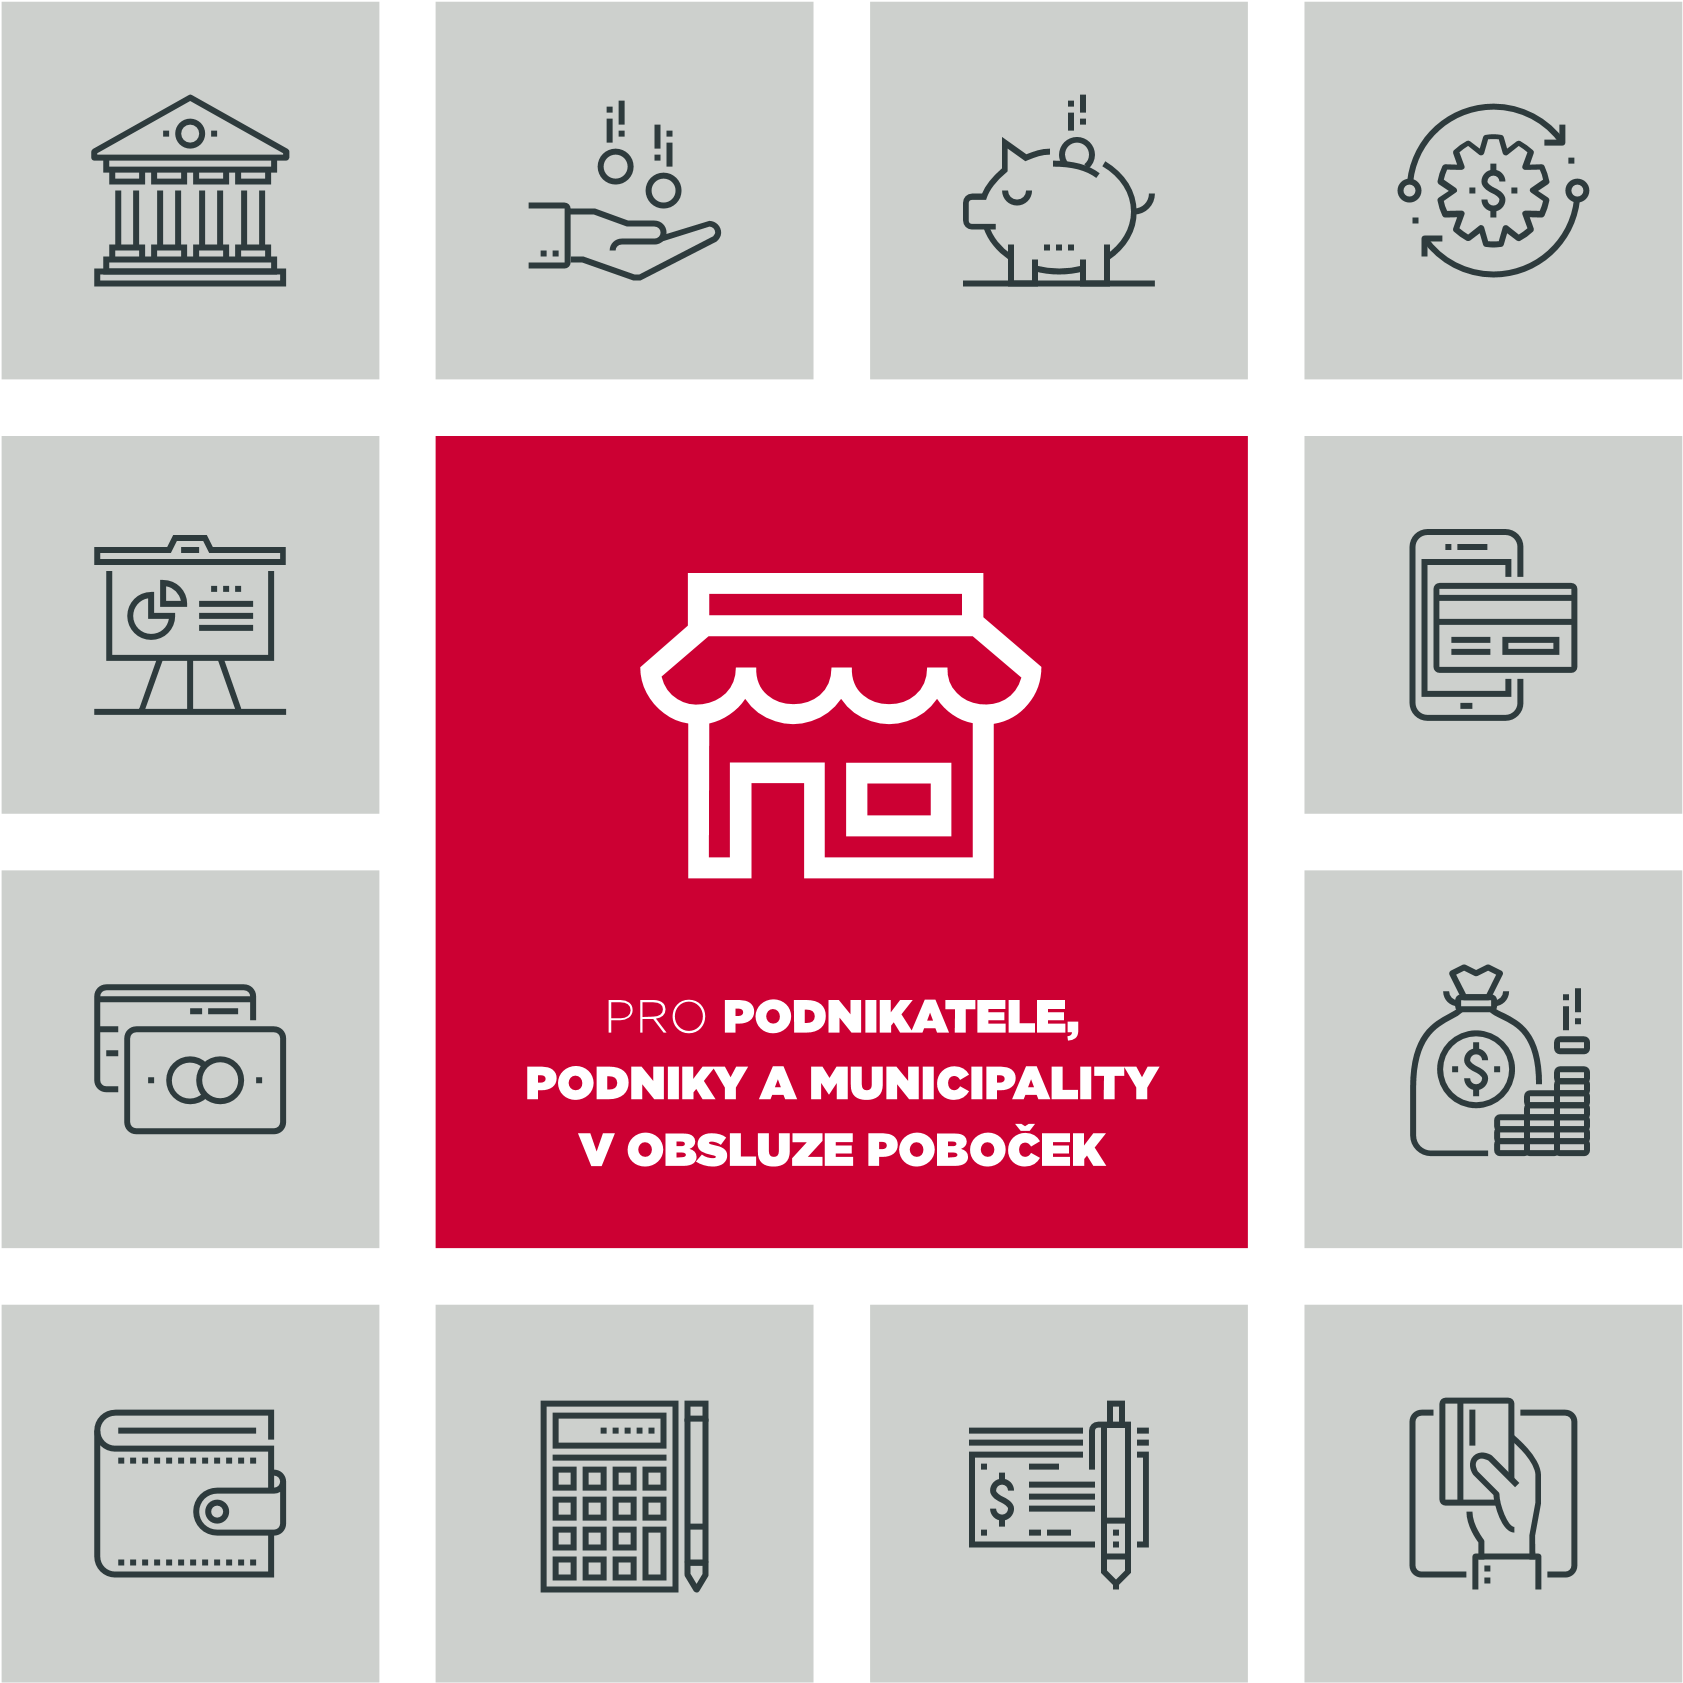 PRO PODNIKATELE,
PODNIKY A MUNICIPALITY
V OBSLUZE POBOČEK